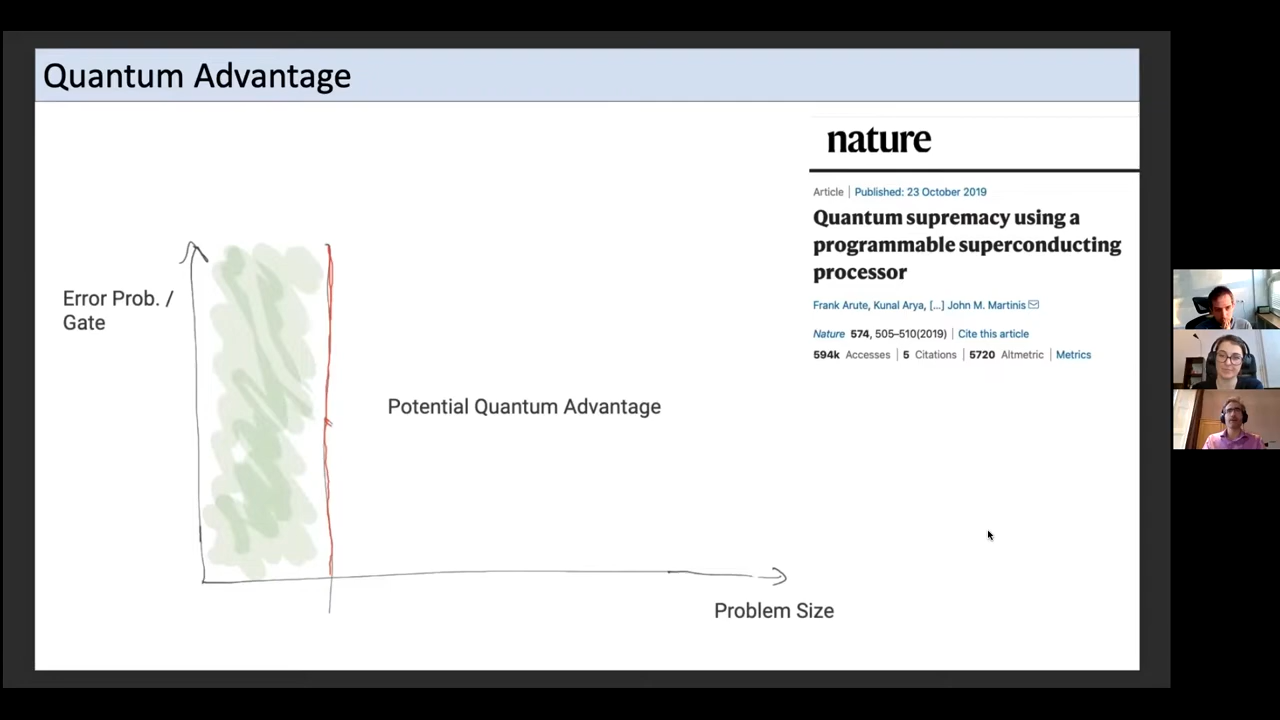 Quantum Advantage
Error Prob. /
Gate
Potential Quantum Advantage
Problem Size
nature
Article | Published: 23 October 2019
Quantum supremacy using a
programmable superconducting
processor
Frank Arute, Kunal Arya, [...] John M. Martinis
Nature 574, 505–510(2019) | Cite this article
594k Accesses | 5 Citations | 5720 Altmetric | Metrics